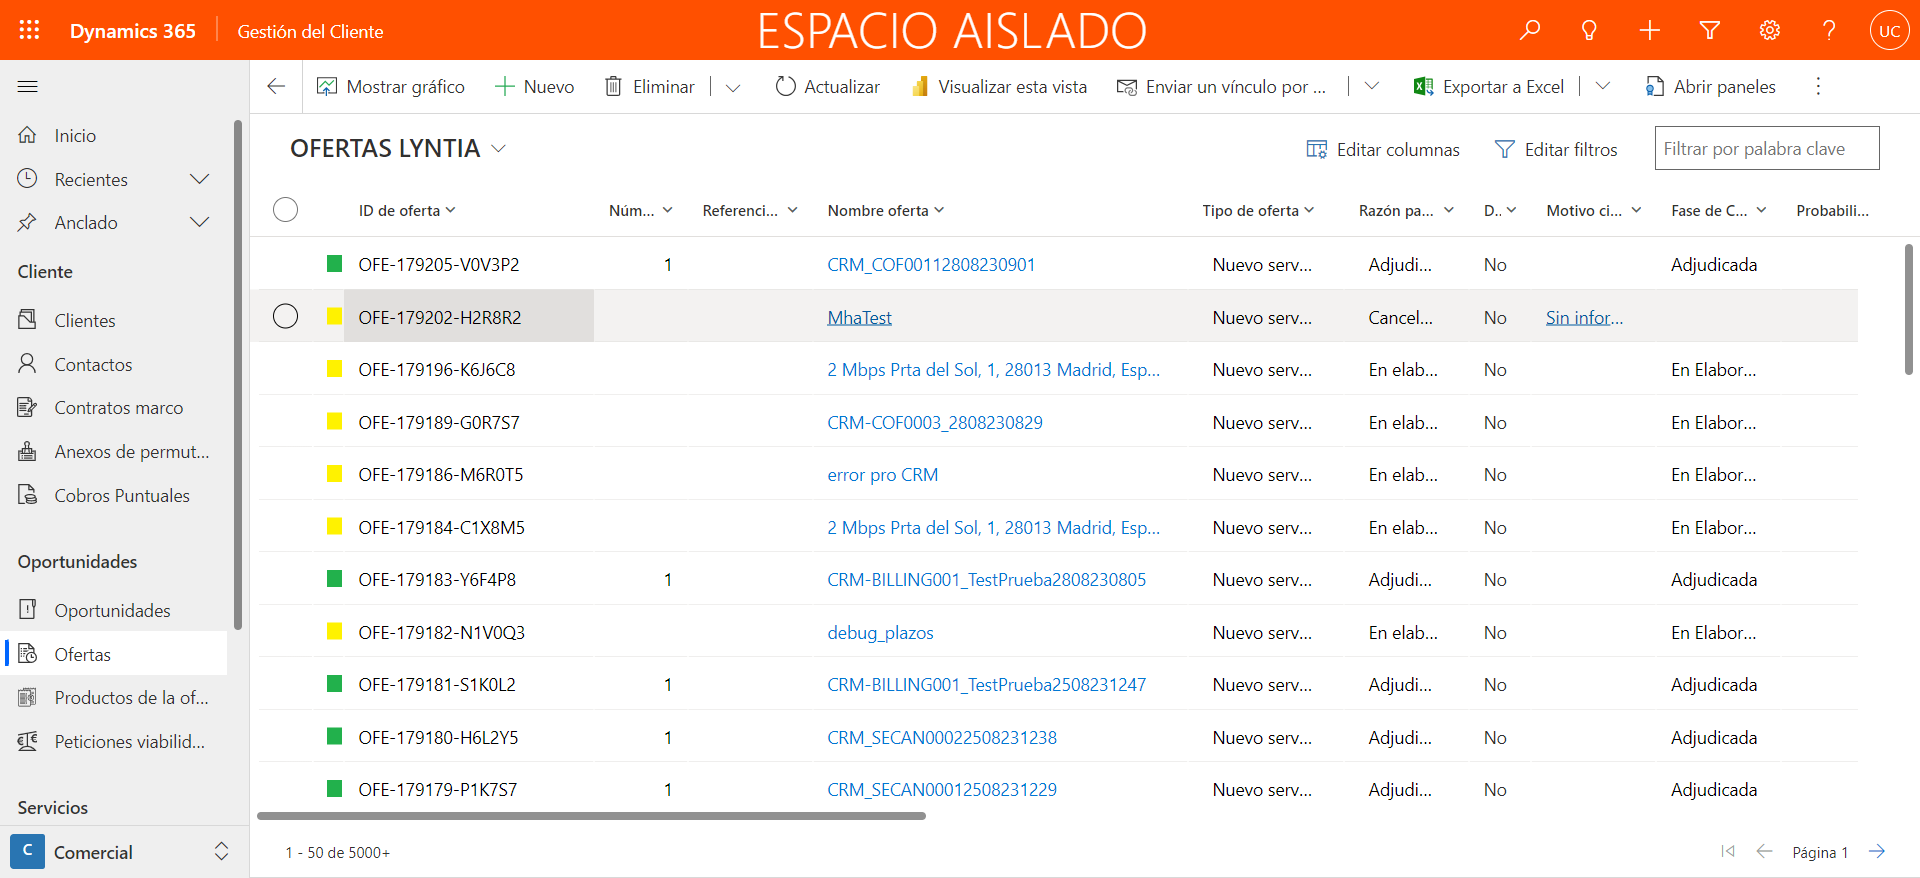 Dynamics 365 Gestión del Cliente ESPACIO AISLADO UC
Mostrar gráfico Nuevo Eliminar Actualizar Visualizar esta vista Enviar un vínculo por ... Exportar a Excel Abrir paneles
Inicio
Recientes
Anclado
Cliente
Clientes
Contactos
Contratos marco
Anexos de permut...
Cobros Puntuales
Oportunidades
Oportunidades
Ofertas
Productos de la of...
Peticiones viabilid...
Servicios
C Comercial
OFERTAS LYNTIA Editar columnas Editar filtros Filtrar por palabra clave
ID de oferta Núm... Referenci... Nombre oferta Tipo de oferta Razón pa... D.. Motivo ci... Fase de C... Probabili...
OFE-179205-V0V3P2 1 CRM_COF00112808230901 Nuevo serv... Adjudi... No Adjudicada
OFE-179202-H2R8R2 MhaTest Nuevo serv... Cancel... No Sin infor...
OFE-179196-K6J6C8 2 Mbps Prta del Sol, 1, 28013 Madrid, Esp... Nuevo serv... En elab... No En Elabor...
OFE-179189-G0R7S7 CRM-COF0003_2808230829 Nuevo serv... En elab... No En Elabor...
OFE-179186-M6R0T5 error pro CRM Nuevo serv... En elab... No En Elabor...
OFE-179184-C1X8M5 2 Mbps Prta del Sol, 1, 28013 Madrid, Esp... Nuevo serv... En elab... No En Elabor...
OFE-179183-Y6F4P8 1 CRM-BILLING001_TestPrueba2808230805 Nuevo serv... Adjudi... No Adjudicada
OFE-179182-N1V0Q3 debug_plazos Nuevo serv... En elab... No En Elabor...
OFE-179181-S1K0L2 1 CRM-BILLING001_TestPrueba2508231247 Nuevo serv... Adjudi... No Adjudicada
OFE-179180-H6L2Y5 1 CRM_SECAN00022508231238 Nuevo serv... Adjudi... No Adjudicada
OFE-179179-P1K7S7 1 CRM_SECAN00012508231229 Nuevo serv... Adjudi... No Adjudicada
1 - 50 de 5000+ Página 1